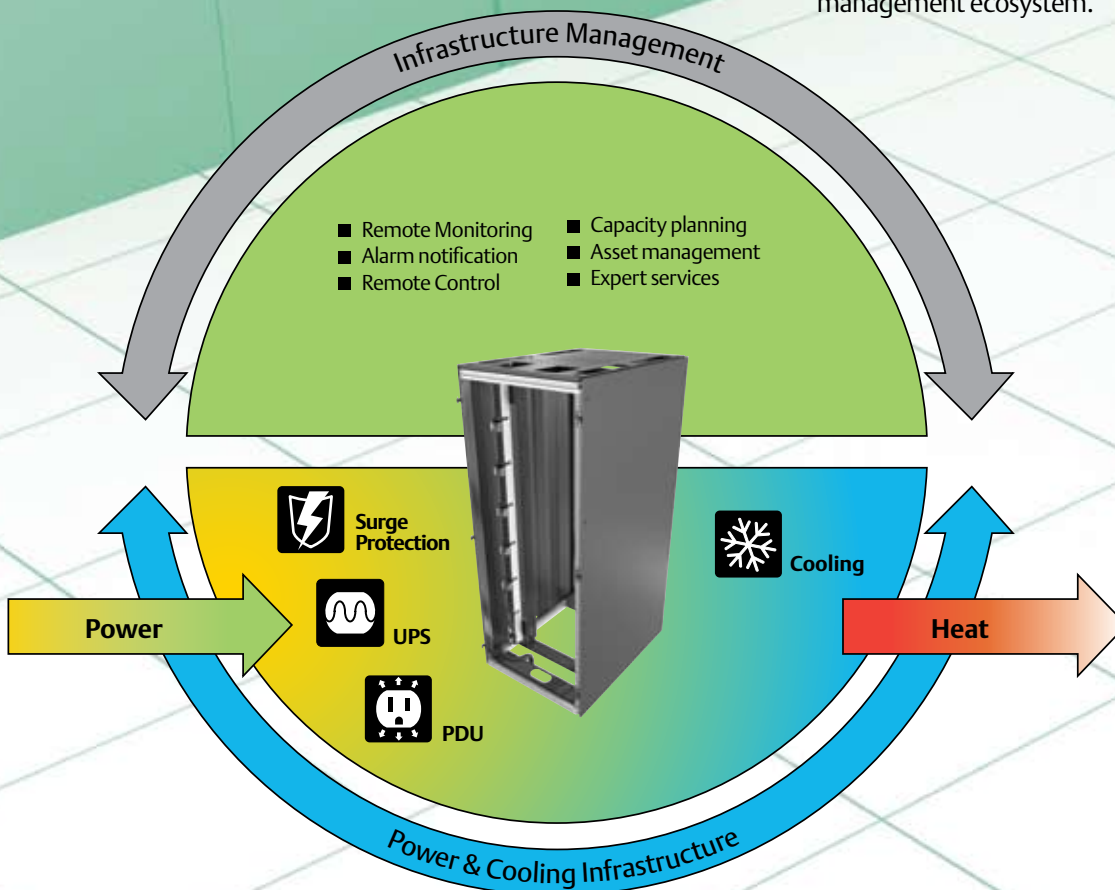 management ecosystem.
Infrastructure Management
Remote Monitoring
Alarm notification
Remote Control
Capacity planning
Asset management
Expert services
Surge
Protection
Cooling
Power
UPS
Heat
PDU
Power & Cooling Infrastructure